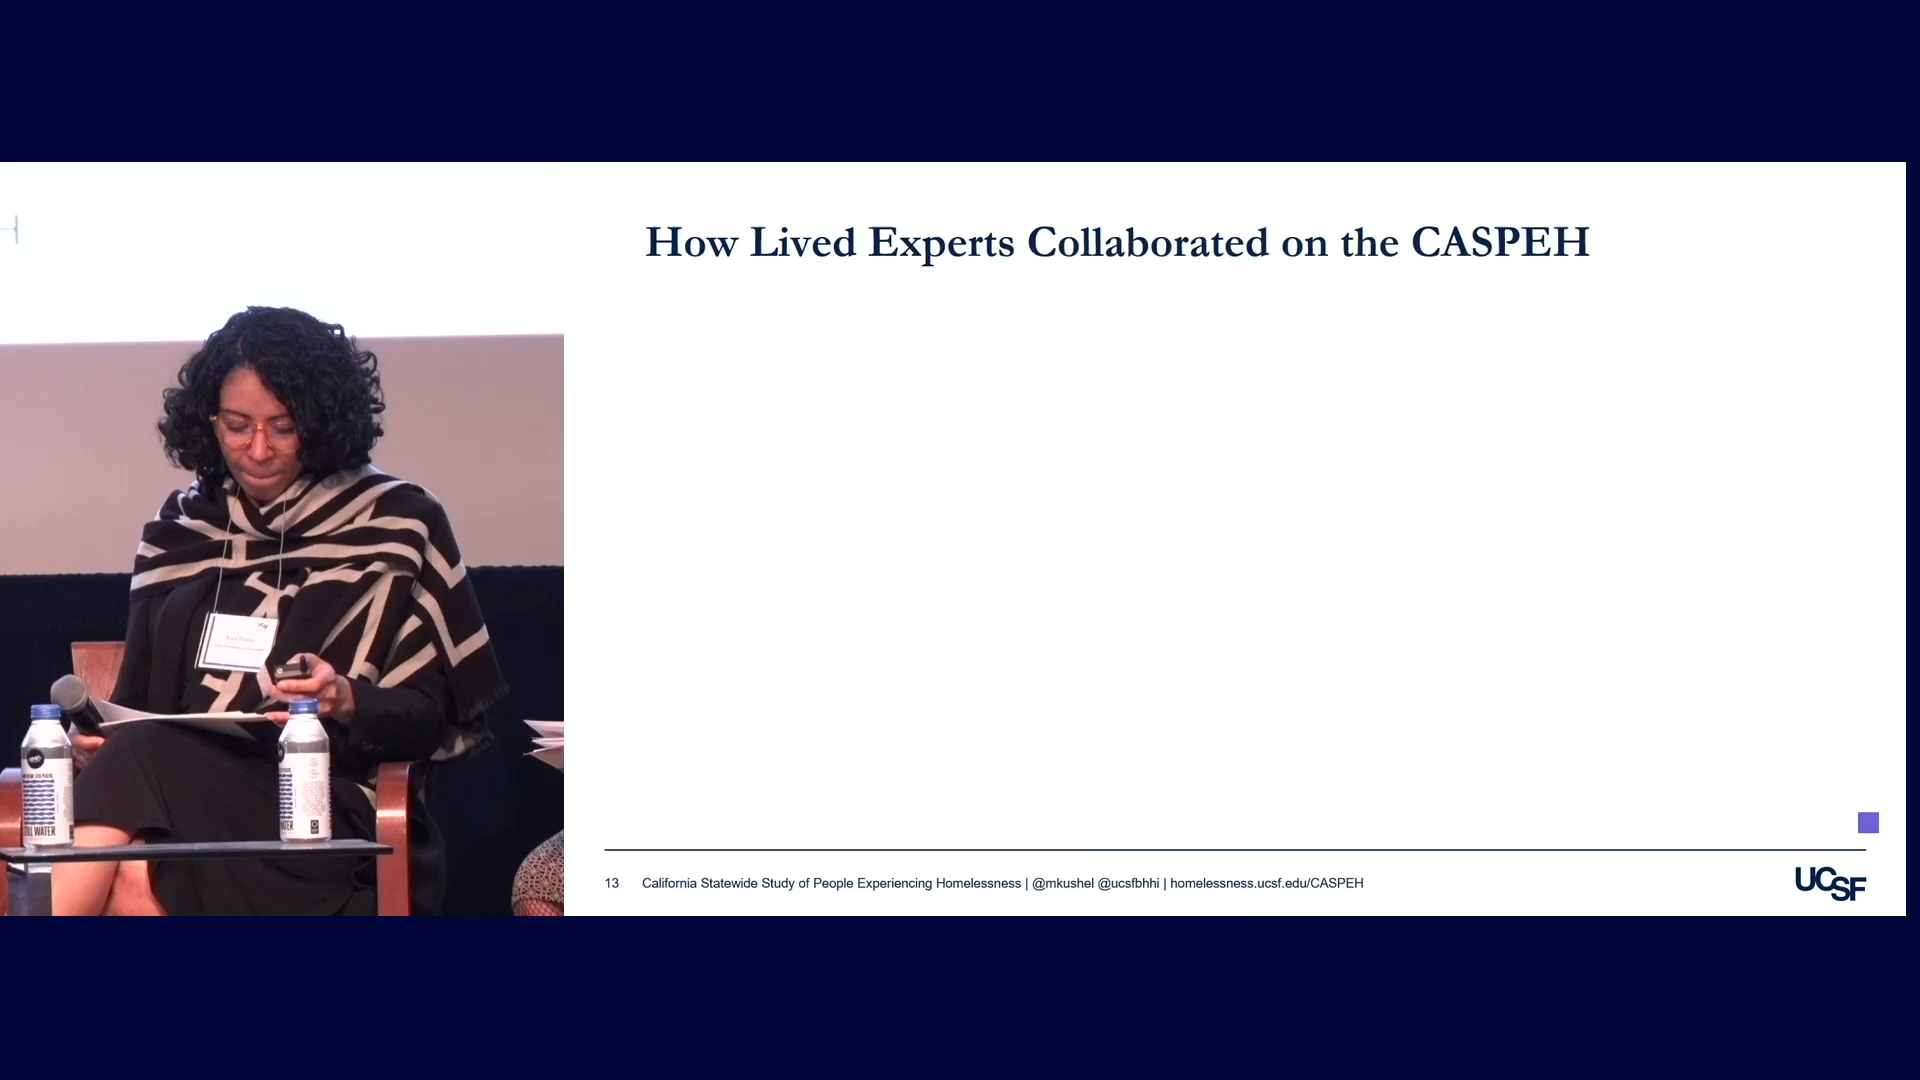 How Lived Experts Collaborated on the CASPEH
13 California Statewide Study of People Experiencing Homelessness | @mkushel @ucsfbhhi | homelessness.ucsf.edu/CASPEH
UCSF
WATER